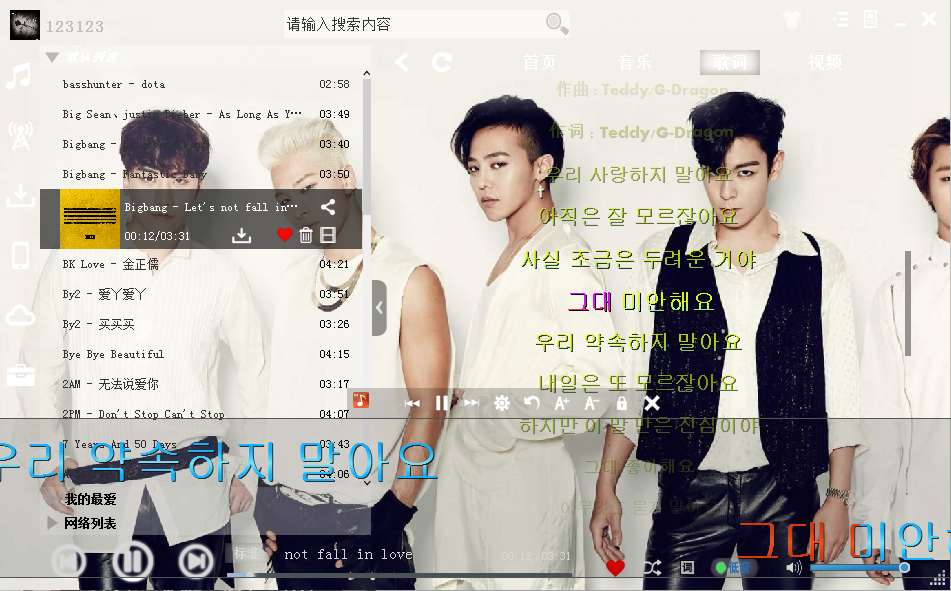 123123
请输入搜索内容
默认列表
首页 音乐 歌词 视频
basshunter - dota 02:58
Big Sean、justin Bieber - As Long As Y··· 03:49
Bigbang - 03:40
Bigbang - Fantastic Baby 03:50
Bigbang - Let's not fall in···
00:12/03:31
BK Love - 金正儒 04:21
By2 - 爱丫爱丫 03:51
By2 - 买买买 03:26
Bye Bye Beautiful 04:15
2AM - 无法说爱你 03:17
2PM - Don't Stop Can't Stop 04:07
7 Years And 50 Days 03:43
04:06
我的最爱
网络列表
作曲 : Teddy/G-Dragon
作词 : Teddy/G-Dragon
우리 사랑하지 말아요
아직은 잘 모르잖아요
사실 조금은 두려운 거야
그대 미안해요
우리 약속하지 말아요
내일은 또 모르잖아요
하지만 이 말 만은 진심이야
그대 좋아해요
A+ A-
우리 약속하지 말아요
그대 미안해
标准 not fall in love 00:12/03:31
词 低音